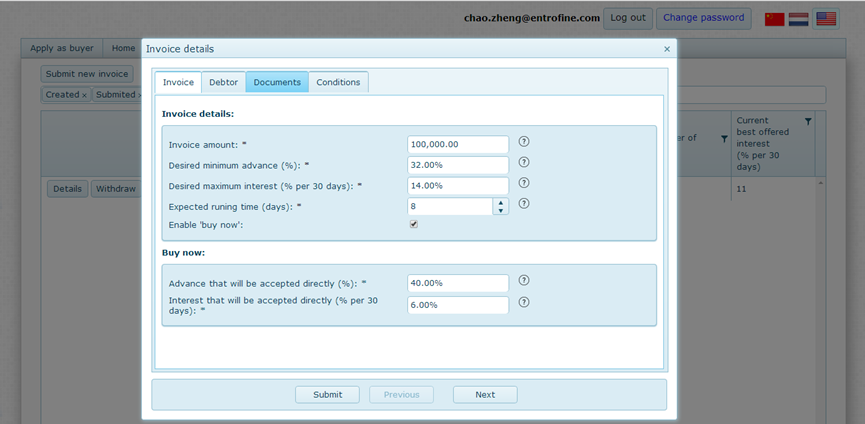 chao.zheng@entrofine.com Log out Change password
Apply as buyer Home
Invoice details ×
Submit new invoice
Created × Submited ×
Invoice Debtor Documents Conditions
Invoice details:
Invoice amount: * 100,000.00 ?
Desired minimum advance (%): * 32.00% ?
Desired maximum interest (% per 30 days): * 14.00% ?
Expected runing time (days): * 8 ?
Enable 'buy now':
Buy now:
Advance that will be accepted directly (%): * 40.00% ?
Interest that will be accepted directly (% per 30
days): * 6.00% ?
Submit Previous Next
er of
Current
best offered
interest
(% per 30
days)
Details Withdraw 11